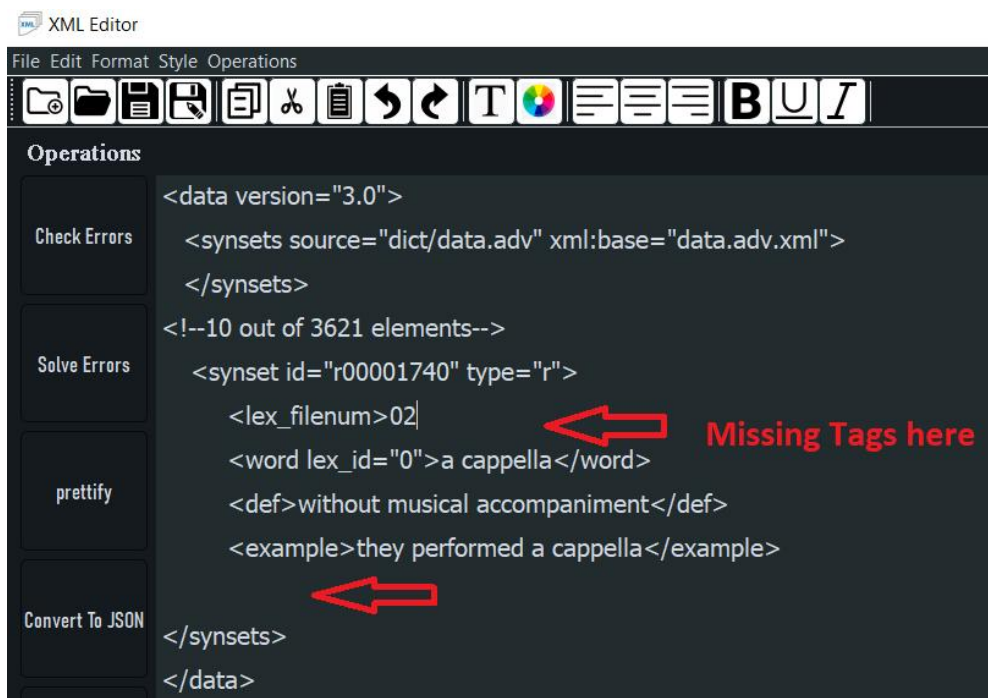 XML XML Editor
File Edit Format Style Operations
T B U I
Operations
Check Errors
Solve Errors
prettify
Convert To JSON
<data version="3.0">
<synsets source="dict/data.adv" xml:base="data.adv.xml">
</synsets>
<!--10 out of 3621 elements-->
<synset id="r00001740" type="r">
<lex_filenum>02
Missing Tags here
<word lex_id="0">a cappella</word>
<def>without musical accompaniment</def>
<example>they performed a cappella</example>
</synsets>
</data>